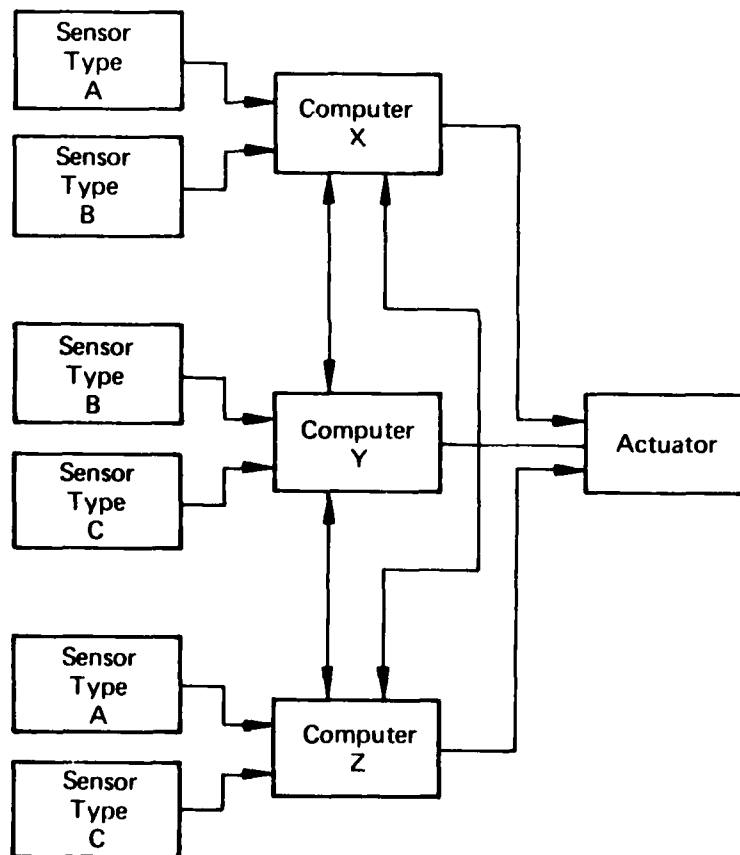 Sensor
Type
A
Sensor
Type
B
Computer
X
Sensor
Type
B
Sensor
Type
C
Computer
Y
Actuator
Sensor
Type
A
Sensor
Type
C
Computer
Z